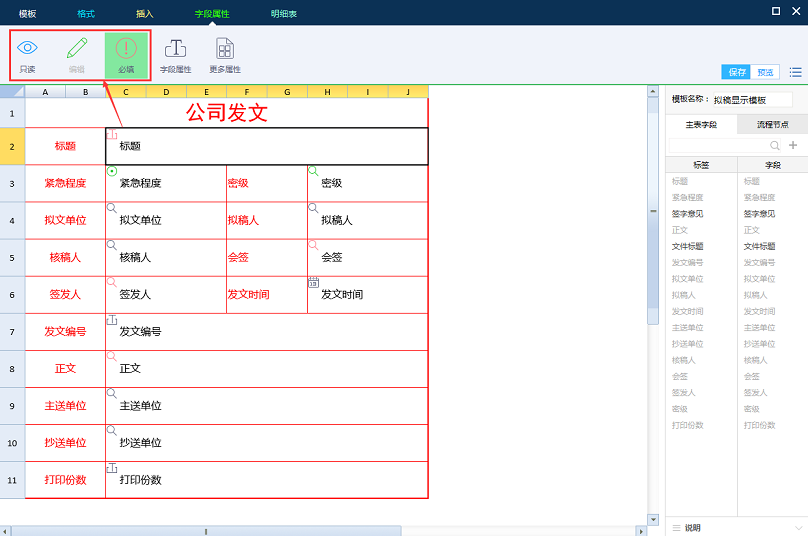 模板 格式 插入 字段属性 明细表
只读 编辑 必填 字段属性 更多属性
保存 预览
A B C D E F G H I J
模板名称： 拟稿显示模板
1 公司发文
主表字段 流程节点
2 标题 标题
标签 字段
3 紧急程度 紧急程度 密级 密级
4 拟文单位 拟文单位 拟稿人 拟稿人
5 核稿人 核稿人 会签 会签
6 签发人 签发人 发文时间 15 发文时间
7 发文编号 发文编号
8 正文 正文
9 主送单位 主送单位
10 抄送单位 抄送单位
11 打印份数 打印份数
标题 标题
紧急程度 紧急程度
签字意见 签字意见
正文 正文
文件标题 文件标题
发文编号 发文编号
拟文单位 拟文单位
拟稿人 拟稿人
发文时间 发文时间
主送单位 主送单位
抄送单位 抄送单位
核稿人 核稿人
会签 会签
签发人 签发人
密级 密级
打印份数 打印份数
说明